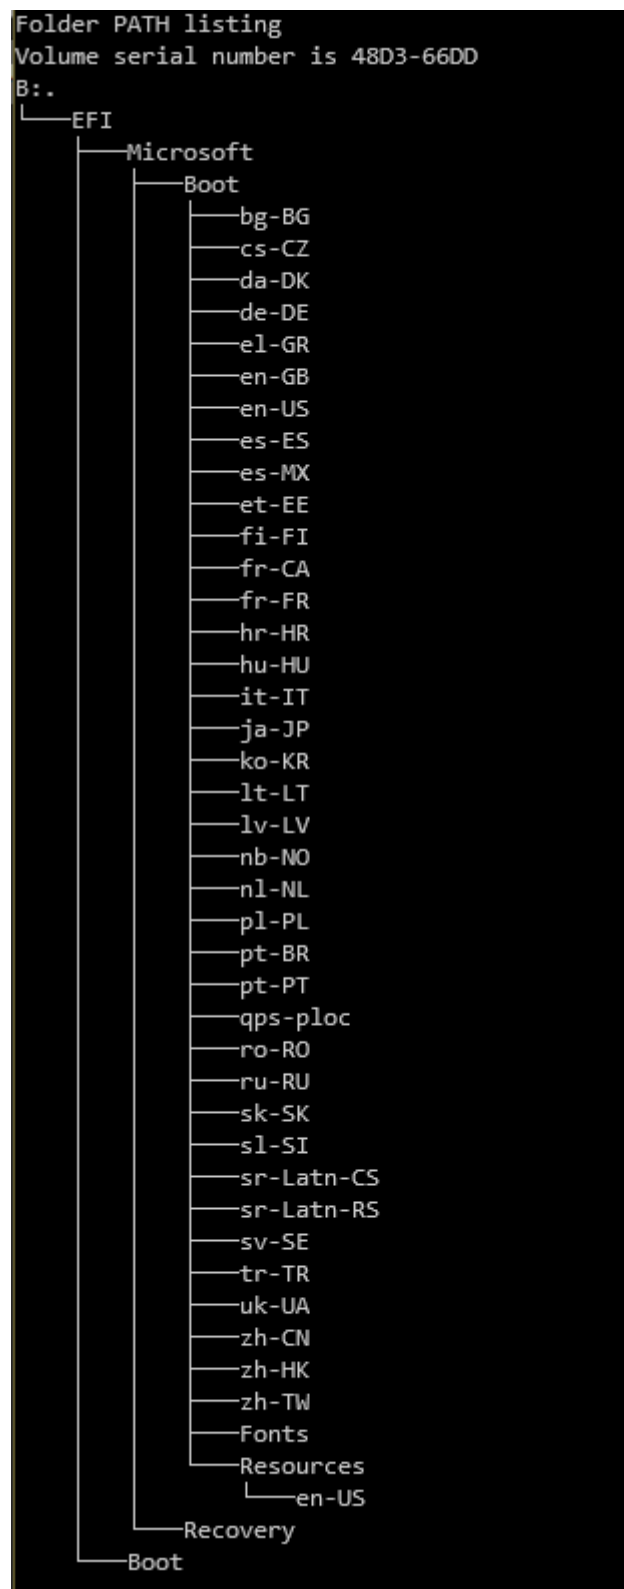 Folder PATH listing
Volume serial number is 48D3-66DD
B:.
└───EFI
    ├───Microsoft
    │   ├───Boot
    │   │   ├───bg-BG
    │   │   ├───cs-CZ
    │   │   ├───da-DK
    │   │   ├───de-DE
    │   │   ├───el-GR
    │   │   ├───en-GB
    │   │   ├───en-US
    │   │   ├───es-ES
    │   │   ├───es-MX
    │   │   ├───et-EE
    │   │   ├───fi-FI
    │   │   ├───fr-CA
    │   │   ├───fr-FR
    │   │   ├───hr-HR
    │   │   ├───hu-HU
    │   │   ├───it-IT
    │   │   ├───ja-JP
    │   │   ├───ko-KR
    │   │   ├───lt-LT
    │   │   ├───lv-LV
    │   │   ├───nb-NO
    │   │   ├───nl-NL
    │   │   ├───pl-PL
    │   │   ├───pt-BR
    │   │   ├───pt-PT
    │   │   ├───qps-ploc
    │   │   ├───ro-RO
    │   │   ├───ru-RU
    │   │   ├───sk-SK
    │   │   ├───sl-SI
    │   │   ├───sr-Latn-CS
    │   │   ├───sr-Latn-RS
    │   │   ├───sv-SE
    │   │   ├───tr-TR
    │   │   ├───uk-UA
    │   │   ├───zh-CN
    │   │   ├───zh-HK
    │   │   ├───zh-TW
    │   │   ├───Fonts
    │   │   └───Resources
    │   │       └───en-US
    │   └───Recovery
    └───Boot